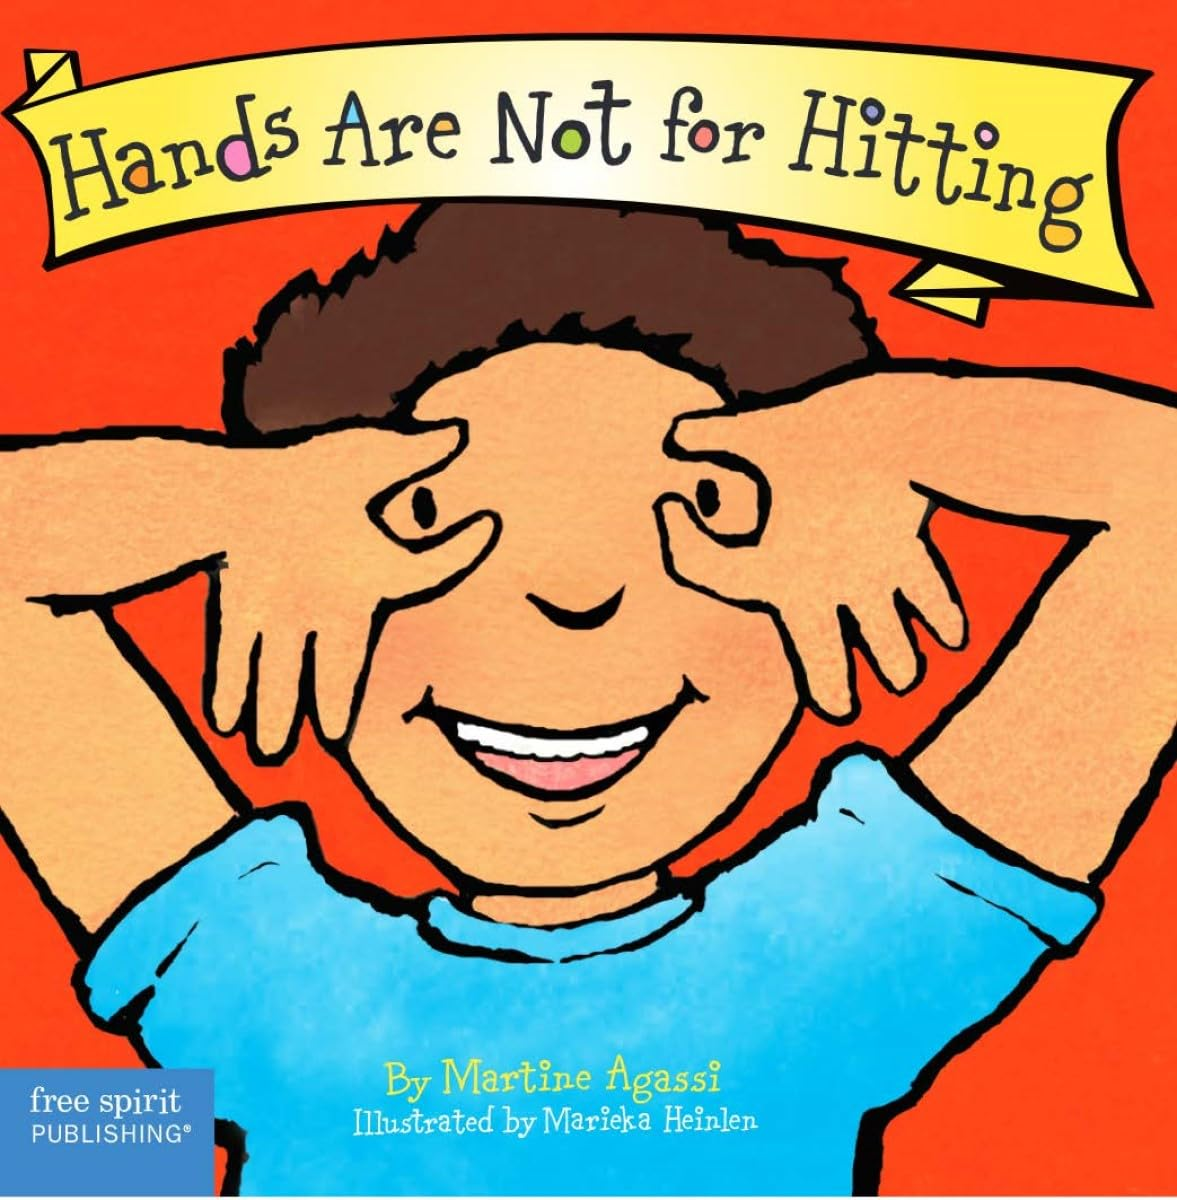 Hands Are Not for Hitting
By Martine Agassi
Illustrated by Marieka Heinlen
free spirit
PUBLISHING®